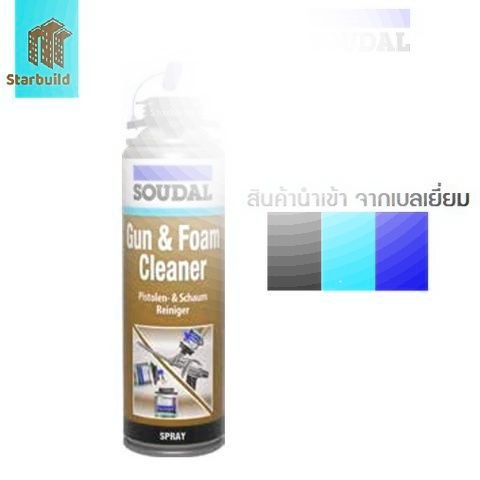 Starbuild
SOUDAL
SOUDAL
Gun & Foam
Cleaner
Pistolen- & Schaum
Reiniger
SPRAY
สินค้านำเข้า จากเบลเยี่ยม